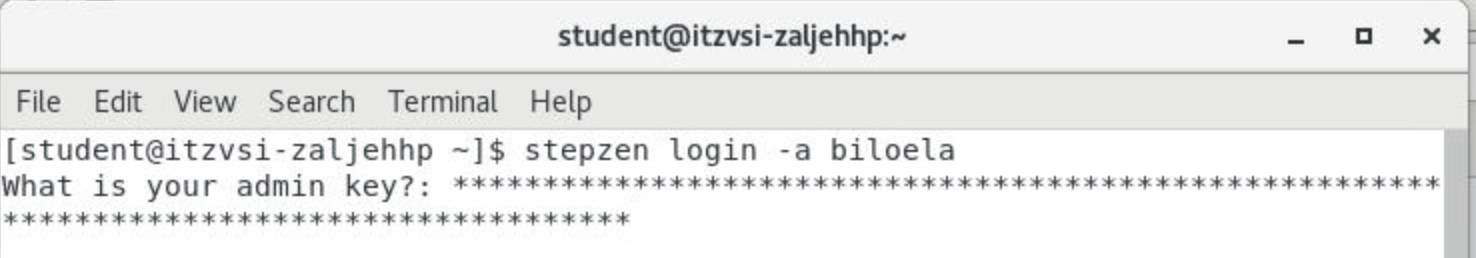 student@itzvsi-zaljehhp:~
File Edit View Search Terminal Help
[student@itzvsi-zaljehhp ~]$ stepzen login -a biloela
What is your admin key?: *******************************************************
***********************************